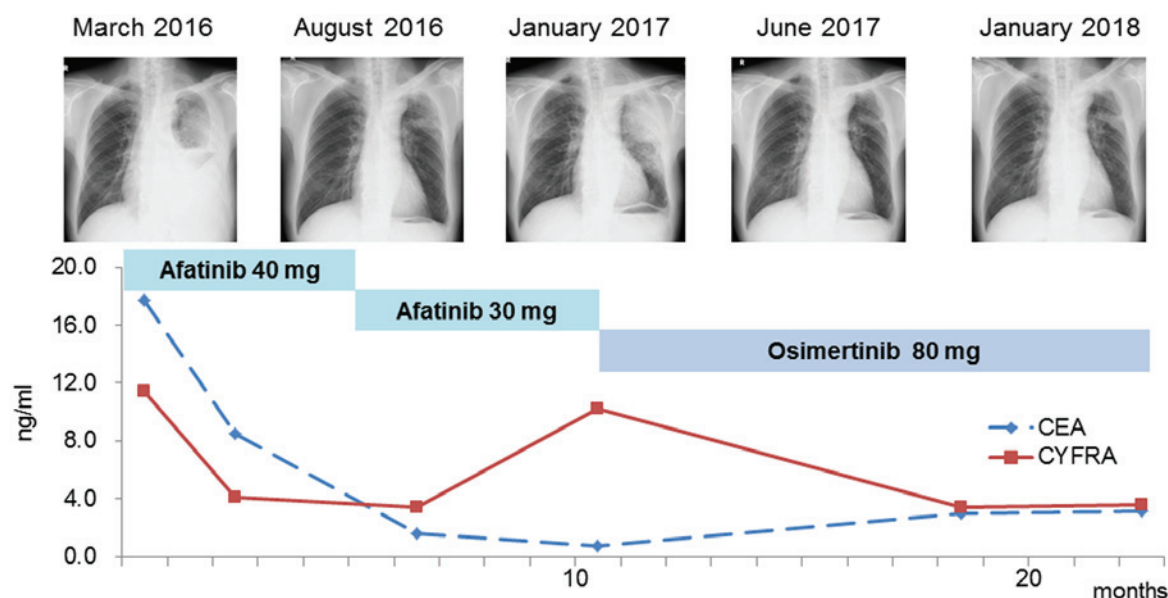 March 2016 August 2016 January 2017 June 2017 January 2018
R R R R R
20.0 Afatinib 40 mg
16.0 Afatinib 30 mg
Osimertinib 80 mg
12.0
ng/ml
CEA
8.0
CYFRA
4.0
0.0
10 20
months